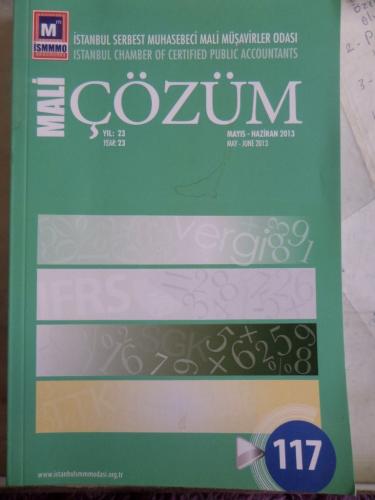 M
İSMMMO
İSTANBUL SERBEST MUHASEBECİ MALİ MÜŞAVİRLER ODASI
ISTANBUL CHAMBER OF CERTIFIED PUBLIC ACCOUNTANTS
MALİ
ÇÖZÜM
YIL: 23
YEAR: 23
MAYIS - HAZİRAN 2013
MAY - JUNE 2013
vergi
IFRS
SGK
TTK
117
www.istanbulsmmmodasi.org.tr